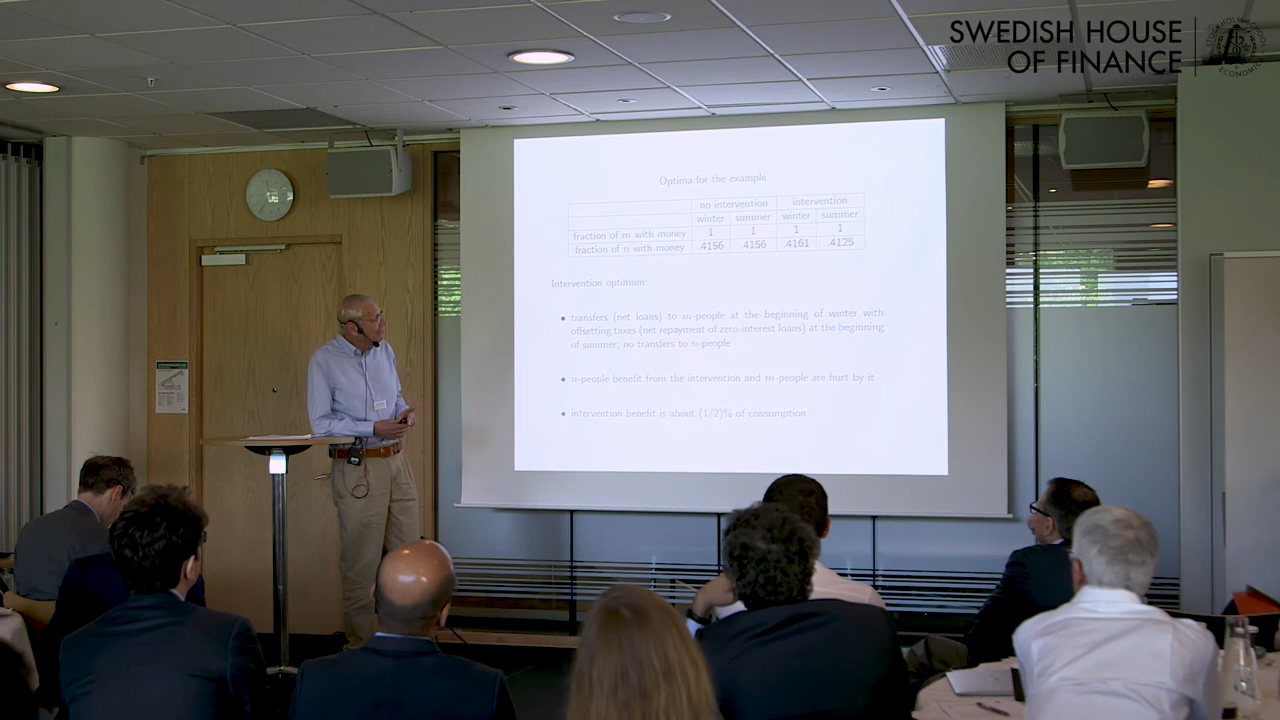 SWEDISH HOUSE
OF FINANCE
Optima for the example
no intervention intervention
winter summer winter summer
fraction of m with money 1 1 1 1
fraction of n with money .4156 .4156 .4161 .4125
Intervention optimum:
• transfers (net loans) to m-people at the beginning of winter with
offsetting taxes (net repayment of zero-interest loans) at the beginning
of summer; no transfers to n-people
• n-people benefit from the intervention and m-people are hurt by it
• intervention benefit is about (1/2)% of consumption